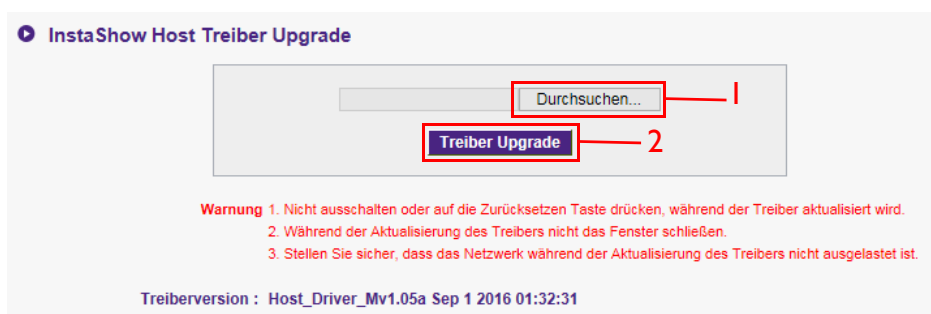 InstaShow Host Treiber Upgrade
Durchsuchen... 1
Treiber Upgrade 2
Warnung 1. Nicht ausschalten oder auf die Zurücksetzen Taste drücken, während der Treiber aktualisiert wird.
2. Während der Aktualisierung des Treibers nicht das Fenster schließen.
3. Stellen Sie sicher, dass das Netzwerk während der Aktualisierung des Treibers nicht ausgelastet ist.
Treiberversion : Host_Driver_Mv1.05a Sep 1 2016 01:32:31